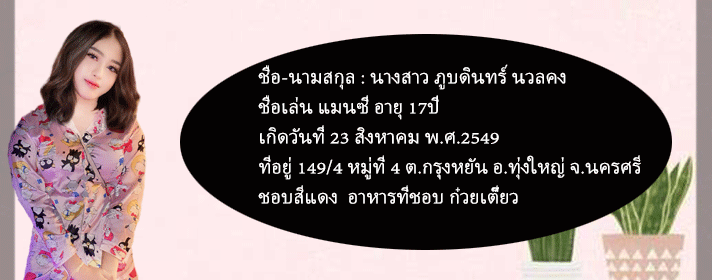 ชื่อ-นามสกุล : นางสาว ภูบดินทร์ นวลคง
ชื่อเล่น แมนซี อายุ 17ปี
เกิดวันที่ 23 สิงหาคม พ.ศ.2549
ที่อยู่ 149/4 หมู่ที่ 4 ต.กรุงหยัน อ.ทุ่งใหญ่ จ.นครศรี
ชอบสีแดง อาหารที่ชอบ ก๋วยเตี๋ยว